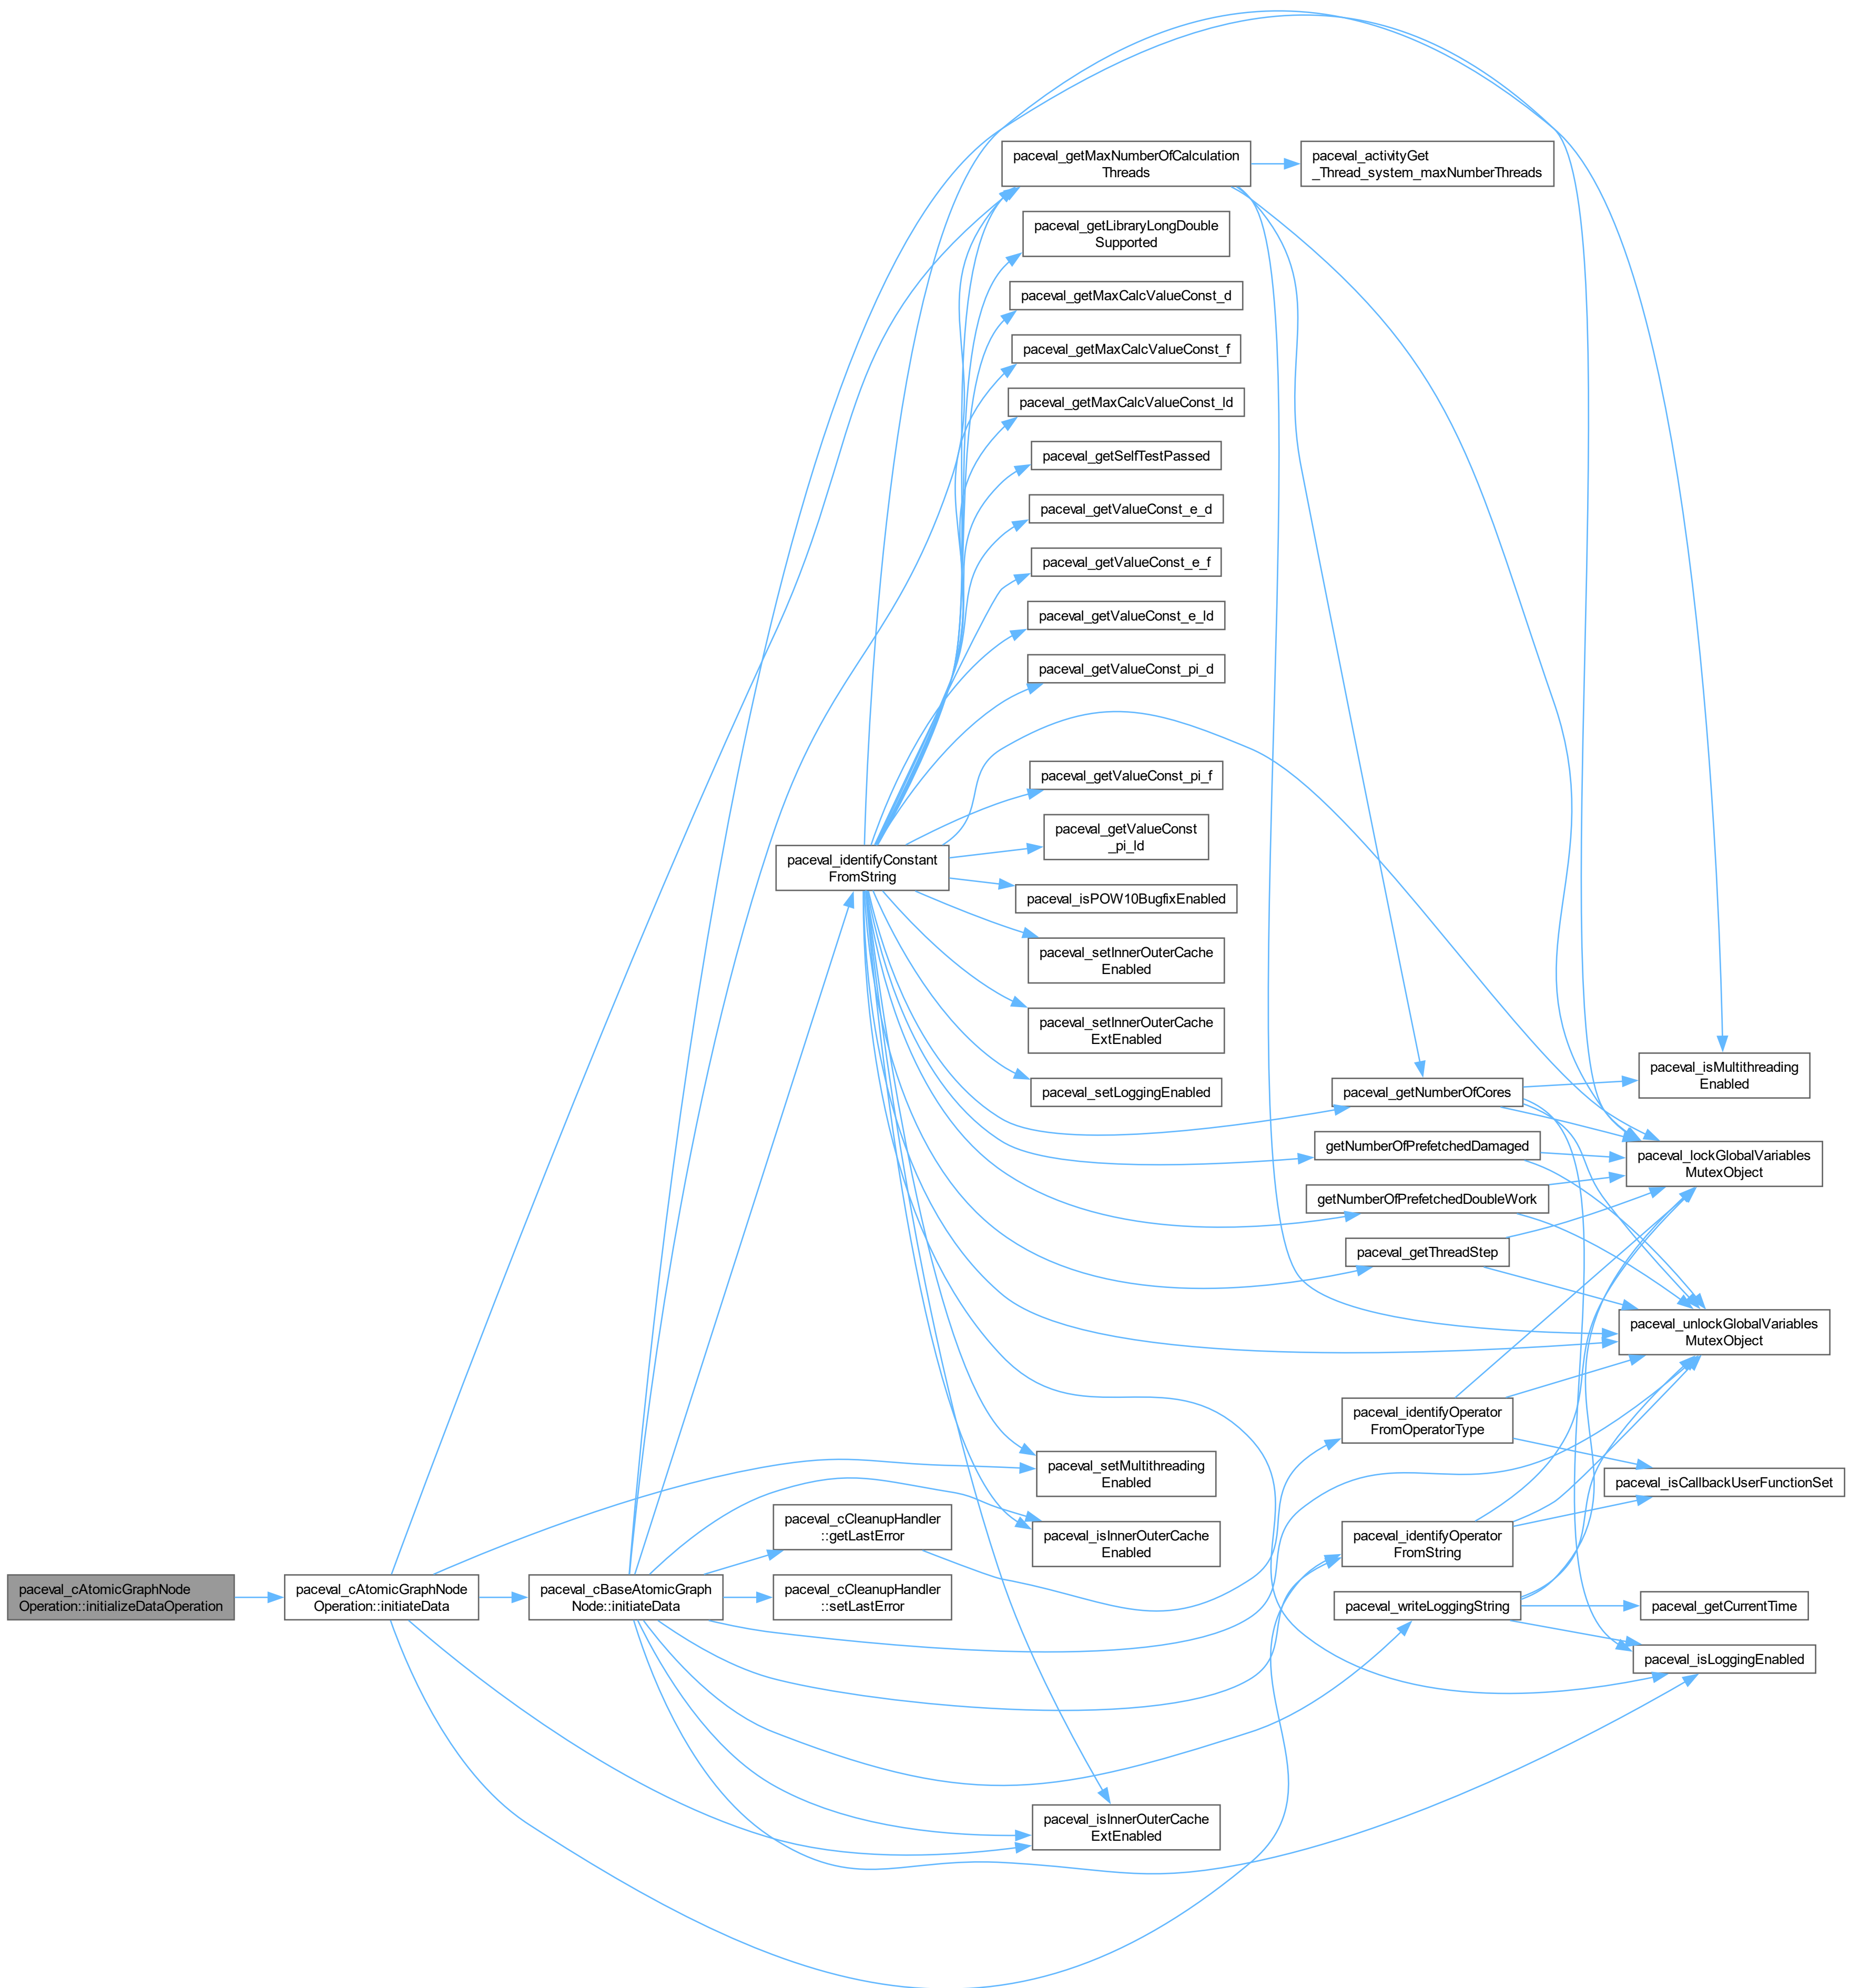 paceval_cAtomicGraphNode
Operation::initializeDataOperation
paceval_cAtomicGraphNode
Operation::initiateData
paceval_cBaseAtomicGraph
Node::initiateData
paceval_identifyConstant
FromString
paceval_cCleanupHandler
::getLastError
paceval_cCleanupHandler
::setLastError
paceval_getMaxNumberOfCalculation
Threads
paceval_getLibraryLongDouble
Supported
paceval_getMaxCalcValueConst_d
paceval_getMaxCalcValueConst_f
paceval_getMaxCalcValueConst_ld
paceval_getSelfTestPassed
paceval_getValueConst_e_d
paceval_getValueConst_e_f
paceval_getValueConst_e_ld
paceval_getValueConst_pi_d
paceval_getValueConst_pi_f
paceval_getValueConst
_pi_ld
paceval_isPOW10BugfixEnabled
paceval_setInnerOuterCache
Enabled
paceval_setInnerOuterCache
ExtEnabled
paceval_setLoggingEnabled
paceval_setMultithreading
Enabled
paceval_isInnerOuterCache
Enabled
paceval_isInnerOuterCache
ExtEnabled
paceval_activityGet
_Thread_system_maxNumberThreads
paceval_getNumberOfCores
getNumberOfPrefetchedDamaged
getNumberOfPrefetchedDoubleWork
paceval_getThreadStep
paceval_identifyOperator
FromOperatorType
paceval_identifyOperator
FromString
paceval_writeLoggingString
paceval_isMultithreading
Enabled
paceval_lockGlobalVariables
MutexObject
paceval_unlockGlobalVariables
MutexObject
paceval_isCallbackUserFunctionSet
paceval_getCurrentTime
paceval_isLoggingEnabled